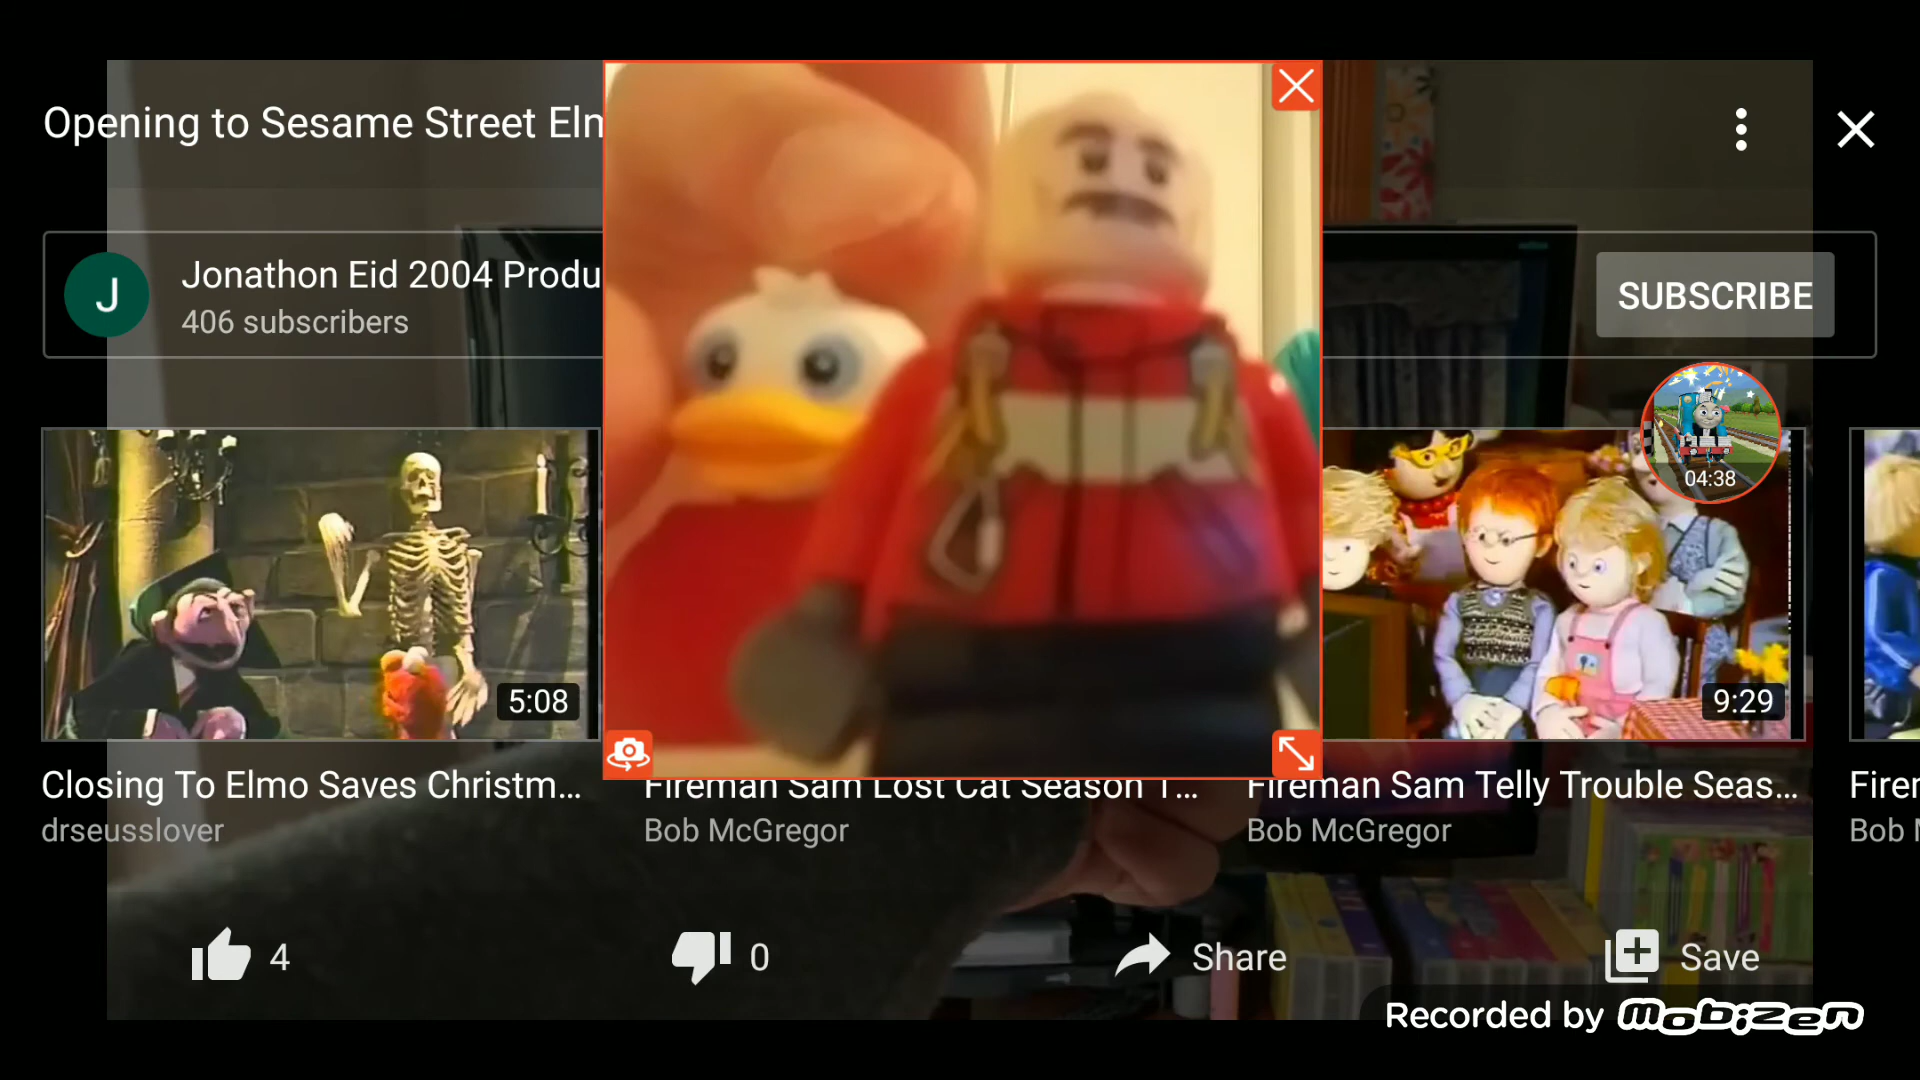 Opening to Sesame Street Elm
J
Jonathon Eid 2004 Produ
406 subscribers
SUBSCRIBE
04:38
5:08
9:29
Closing To Elmo Saves Christm...
drseusslover
Fireman Sam Lost Cat Season 1...
Bob McGregor
Fireman Sam Telly Trouble Seas...
Bob McGregor
Firer
Bob M
4
0
Share
Save
Recorded by mobizen